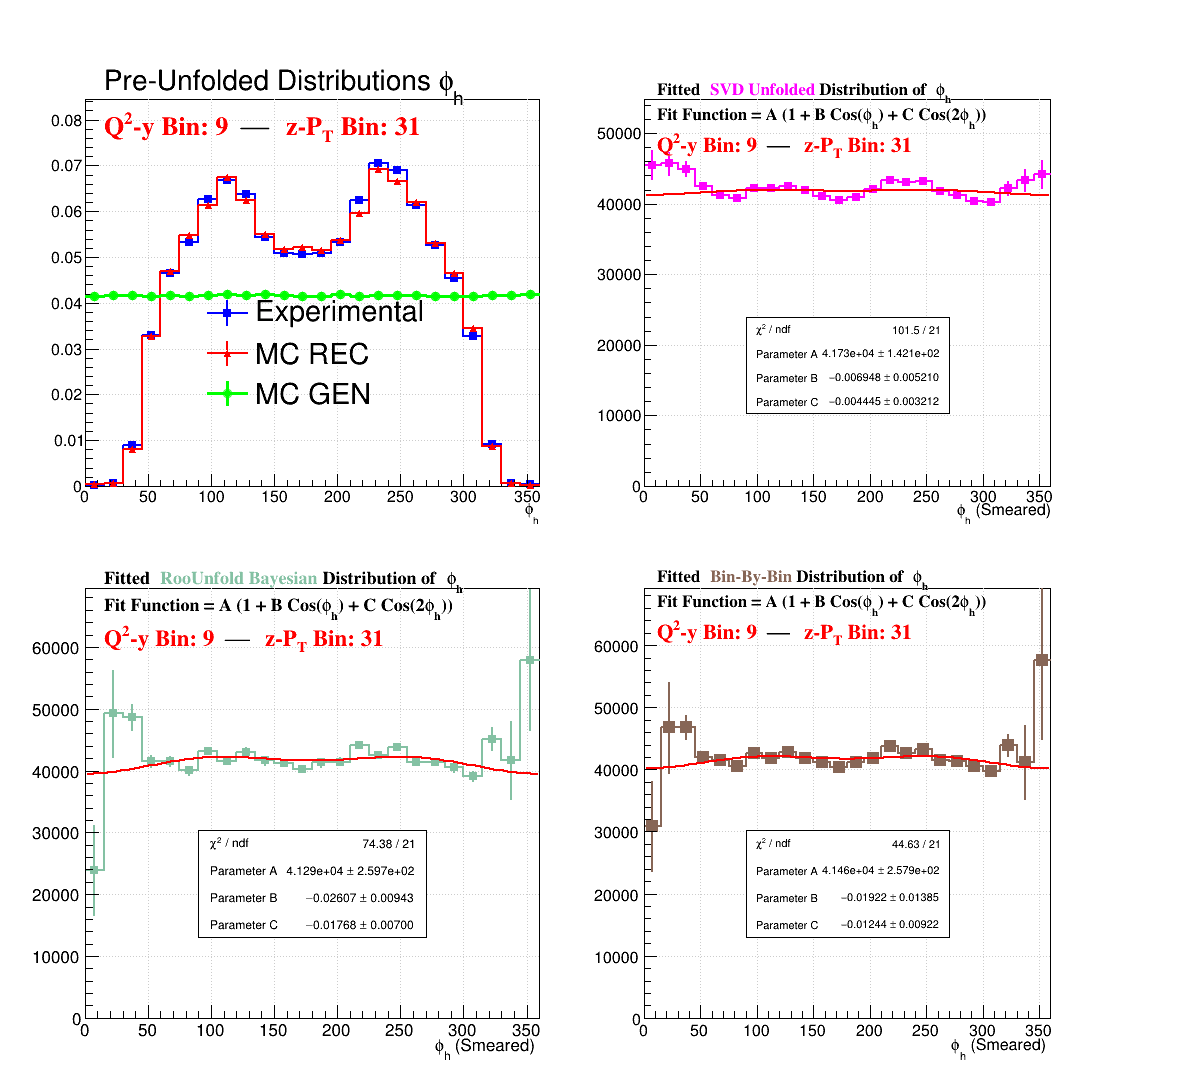 Pre-Unfolded Distributions ϕh
Q²-y Bin: 9 — z-PT Bin: 31
0.08
0.07
0.06
0.05
0.04
0.03
0.02
0.01
0
Experimental
MC REC
MC GEN
0 50 100 150 200 250 300 350
ϕh
Fitted SVD Unfolded Distribution of ϕh
Fit Function = A (1 + B Cos(ϕh) + C Cos(2ϕh))
Q²-y Bin: 9 — z-PT Bin: 31
50000
40000
30000
20000
10000
0
χ² / ndf 101.5 / 21
Parameter A 4.173e+04 ± 1.421e+02
Parameter B −0.006948 ± 0.005210
Parameter C −0.004445 ± 0.003212
0 50 100 150 200 250 300 350
ϕh (Smeared)
Fitted RooUnfold Bayesian Distribution of ϕh
Fit Function = A (1 + B Cos(ϕh) + C Cos(2ϕh))
Q²-y Bin: 9 — z-PT Bin: 31
60000
50000
40000
30000
20000
10000
0
χ² / ndf 74.38 / 21
Parameter A 4.129e+04 ± 2.597e+02
Parameter B −0.02607 ± 0.00943
Parameter C −0.01768 ± 0.00700
0 50 100 150 200 250 300 350
ϕh (Smeared)
Fitted Bin-By-Bin Distribution of ϕh
Fit Function = A (1 + B Cos(ϕh) + C Cos(2ϕh))
Q²-y Bin: 9 — z-PT Bin: 31
60000
50000
40000
30000
20000
10000
0
χ² / ndf 44.63 / 21
Parameter A 4.146e+04 ± 2.579e+02
Parameter B −0.01922 ± 0.01385
Parameter C −0.01244 ± 0.00922
0 50 100 150 200 250 300 350
ϕh (Smeared)